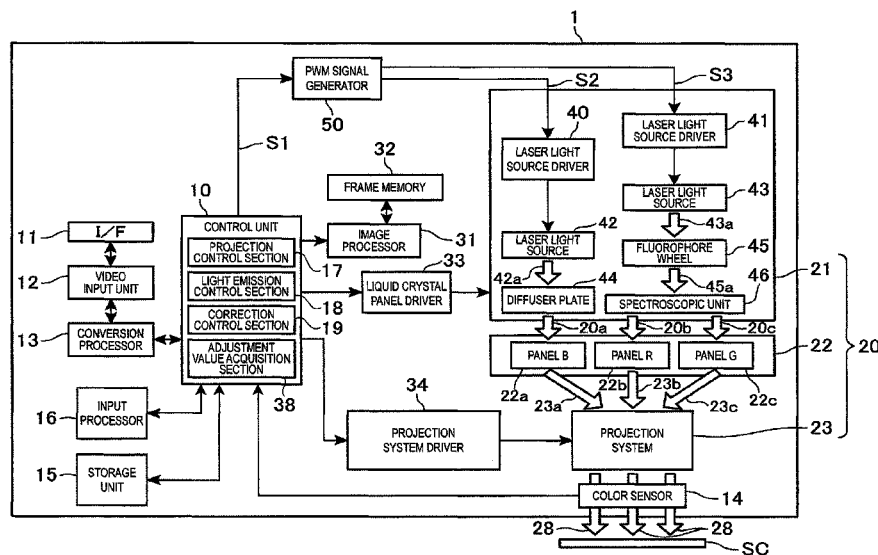 1
PWM SIGNAL
GENERATOR
50
S2
S3
S1
40
LASER LIGHT
SOURCE DRIVER
LASER LIGHT
SOURCE DRIVER
41
32
FRAME MEMORY
LASER LIGHT
SOURCE
43
43a
10
CONTROL UNIT
11
I/F
IMAGE
PROCESSOR
31
42
LASER LIGHT
SOURCE
FLUOROPHORE
WHEEL
45
PROJECTION
CONTROL SECTION
17
12
VIDEO
INPUT UNIT
33
42a
44
45a
46
21
LIGHT EMISSION
CONTROL SECTION
18
LIQUID CRYSTAL
PANEL DRIVER
DIFFUSER PLATE
SPECTROSCOPIC UNIT
13
CONVERSION
PROCESSOR
CORRECTION
CONTROL SECTION
19
20a
20b
20c
ADJUSTMENT
VALUE ACQUISITION
SECTION
38
PANEL B
PANEL R
PANEL G
22
20
22a
22b
22c
23a
23b
23c
16
INPUT
PROCESSOR
34
PROJECTION
SYSTEM DRIVER
PROJECTION
SYSTEM
23
15
STORAGE
UNIT
COLOR SENSOR
14
28
28
SC